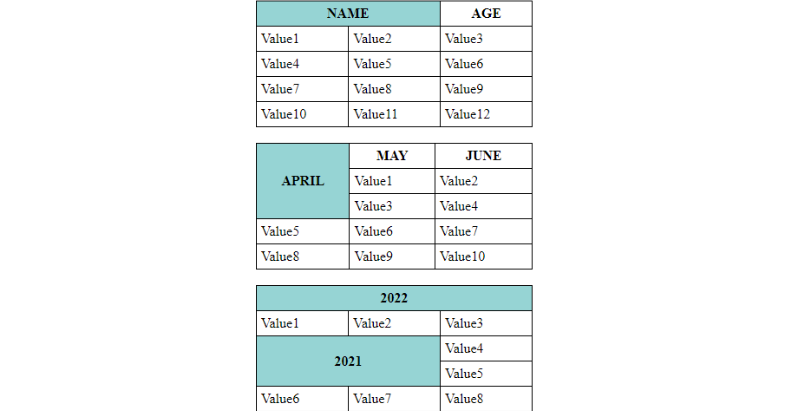 NAME AGE
Value1 Value2 Value3
Value4 Value5 Value6
Value7 Value8 Value9
Value10 Value11 Value12
MAY JUNE
APRIL Value1 Value2
Value3 Value4
Value5 Value6 Value7
Value8 Value9 Value10
2022
Value1 Value2 Value3
Value4
2021
Value5
Value6 Value7 Value8